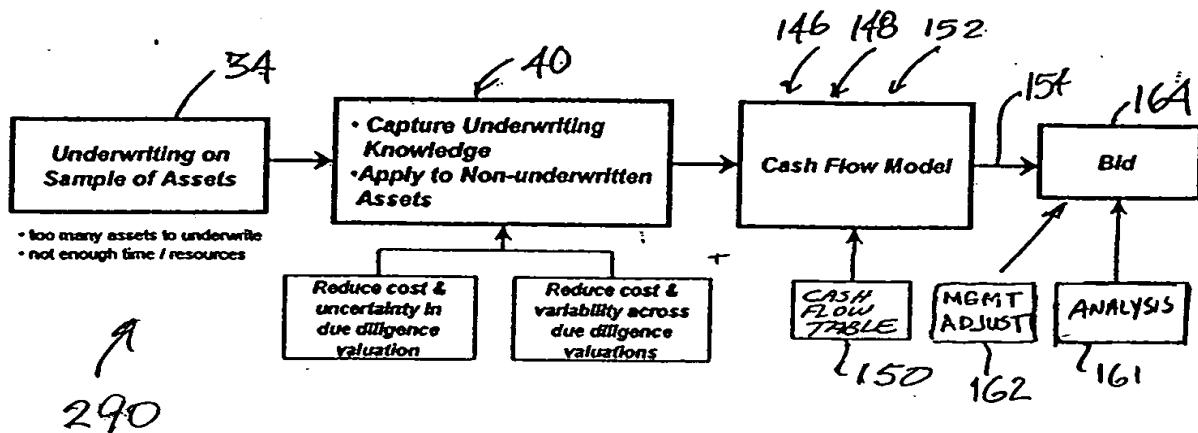 146 148 152
34
40
154
164
Underwriting on
Sample of Assets
• Capture Underwriting
Knowledge
•Apply to Non-underwritten
Assets
Cash Flow Model
Bid
• too many assets to underwrite
• not enough time / resources
Reduce cost &
uncertainty in
due diligence
valuation
Reduce cost &
variability across
due diligence
valuations
CASH
FLOW
TABLE
MGMT
ADJUST
ANALYSIS
150
162
161
290